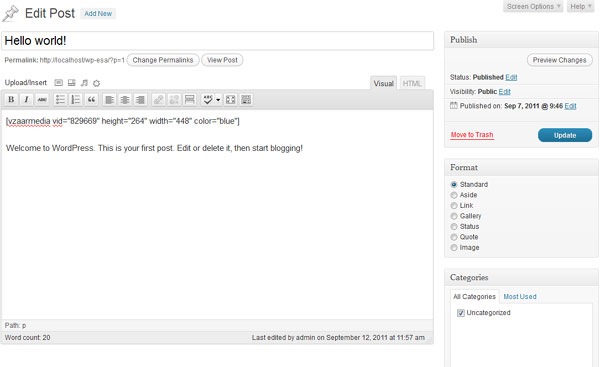 Screen Options Help
Edit Post Add New
Hello world!
Permalink: http://localhost/wp-esa/?p=1 Change Permalinks View Post
Upload/Insert Visual HTML
B I ABC ABC
[vzaarmedia vid="829669" height="264" width="448" color="blue"]
Welcome to WordPress. This is your first post. Edit or delete it, then start blogging!
Path: p
Word count: 20 Last edited by admin on September 12, 2011 at 11:57 am
Publish
Preview Changes
Status: Published Edit
Visibility: Public Edit
Published on: Sep 7, 2011 @ 9:46 Edit
Move to Trash Update
Format
Standard
Aside
Link
Gallery
Status
Quote
Image
Categories
All Categories Most Used
Uncategorized